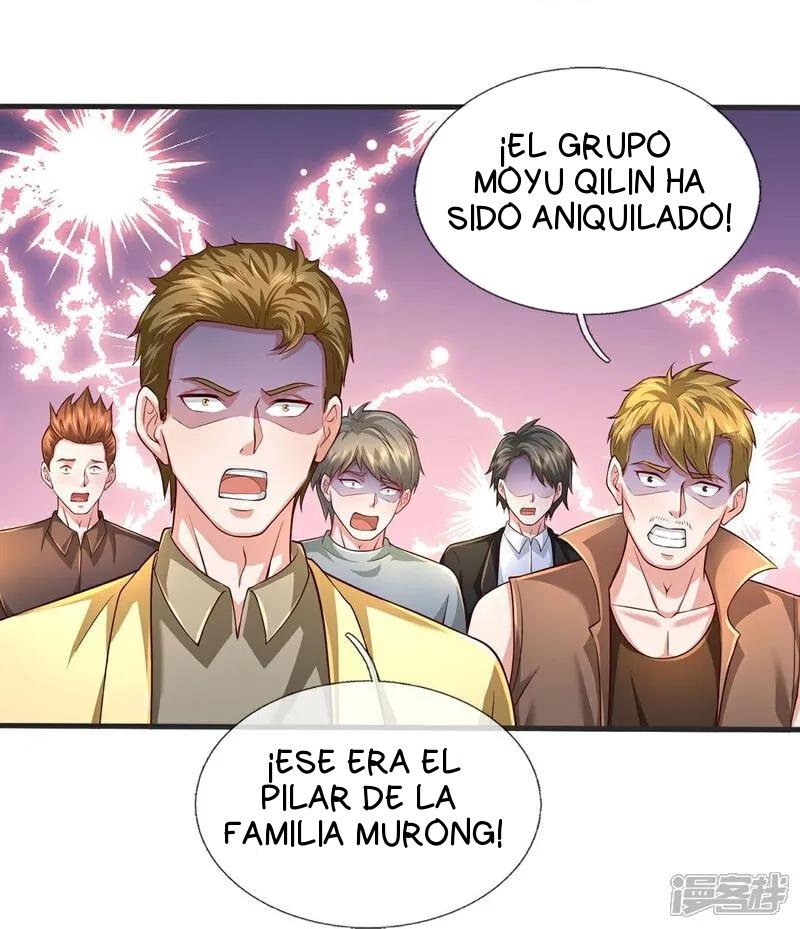 ¡EL GRUPO
MOYU QILIN HA
SIDO ANIQUILADO!
¡ESE ERA EL
PILAR DE LA
FAMILIA MURONG!
漫客栈